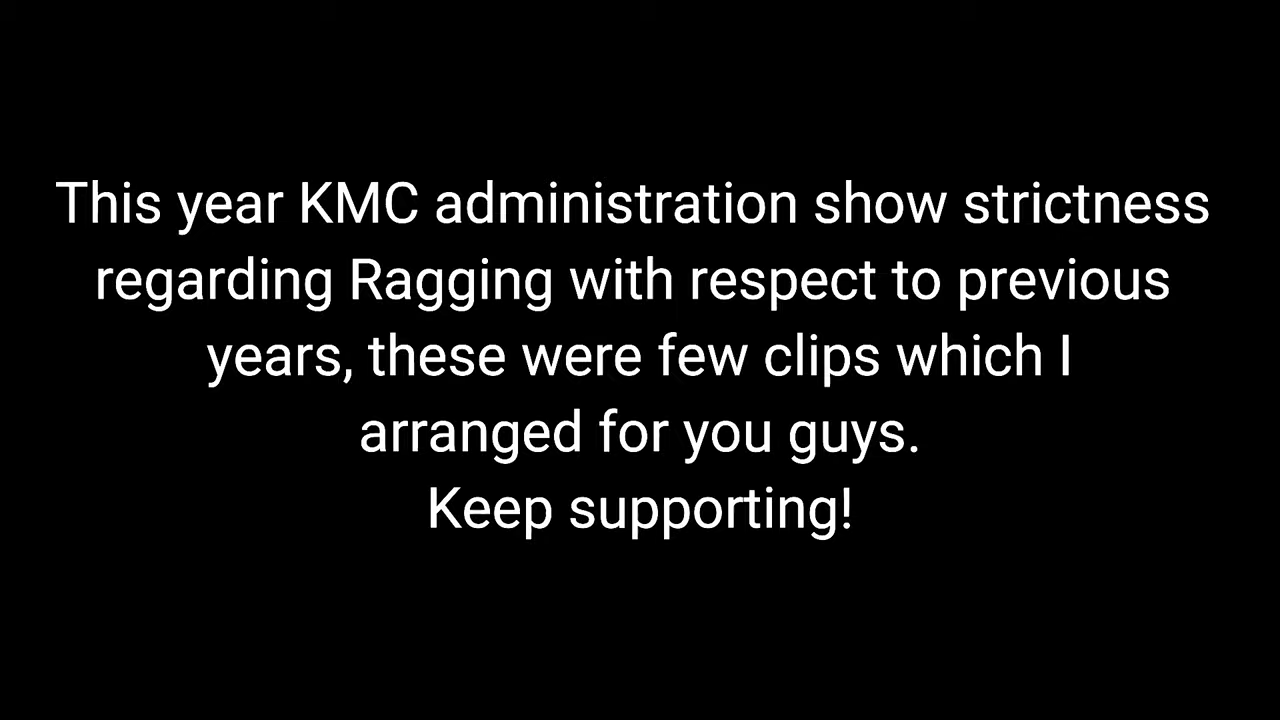 This year KMC administration show strictness
regarding Ragging with respect to previous
years, these were few clips which I
arranged for you guys.
Keep supporting!